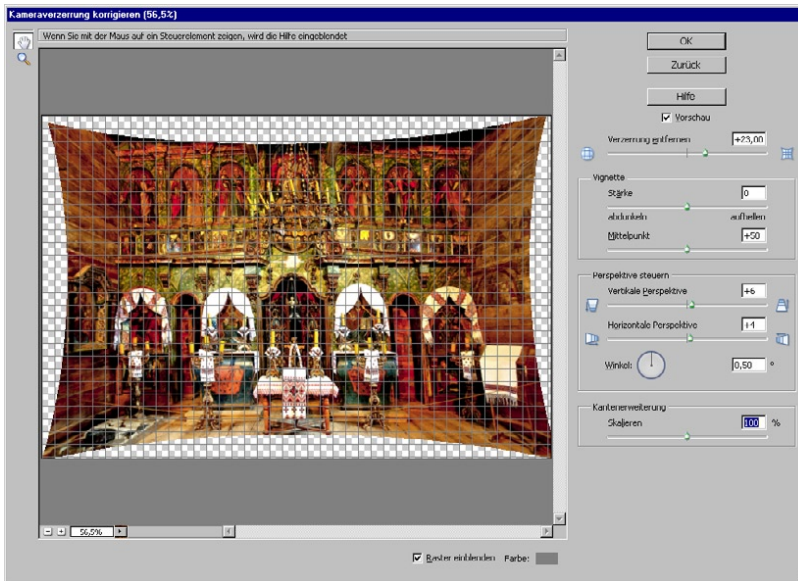 Kameraverzerrung korrigieren (56,5%)
Wenn Sie mit der Maus auf ein Steuerelement zeigen, wird die Hilfe eingeblendet
OK
Zurück
Hilfe
Vorschau
Verzerrung entfernen +23,00
Vignette
Stärke 0
abdunkeln aufhellen
Mittelpunkt +50
Perspektive steuern
Vertikale Perspektive +6
Horizontale Perspektive +4
Winkel: 0,50 °
Kantenerweiterung
Skalieren 100 %
56,5%
Raster einblenden Farbe: